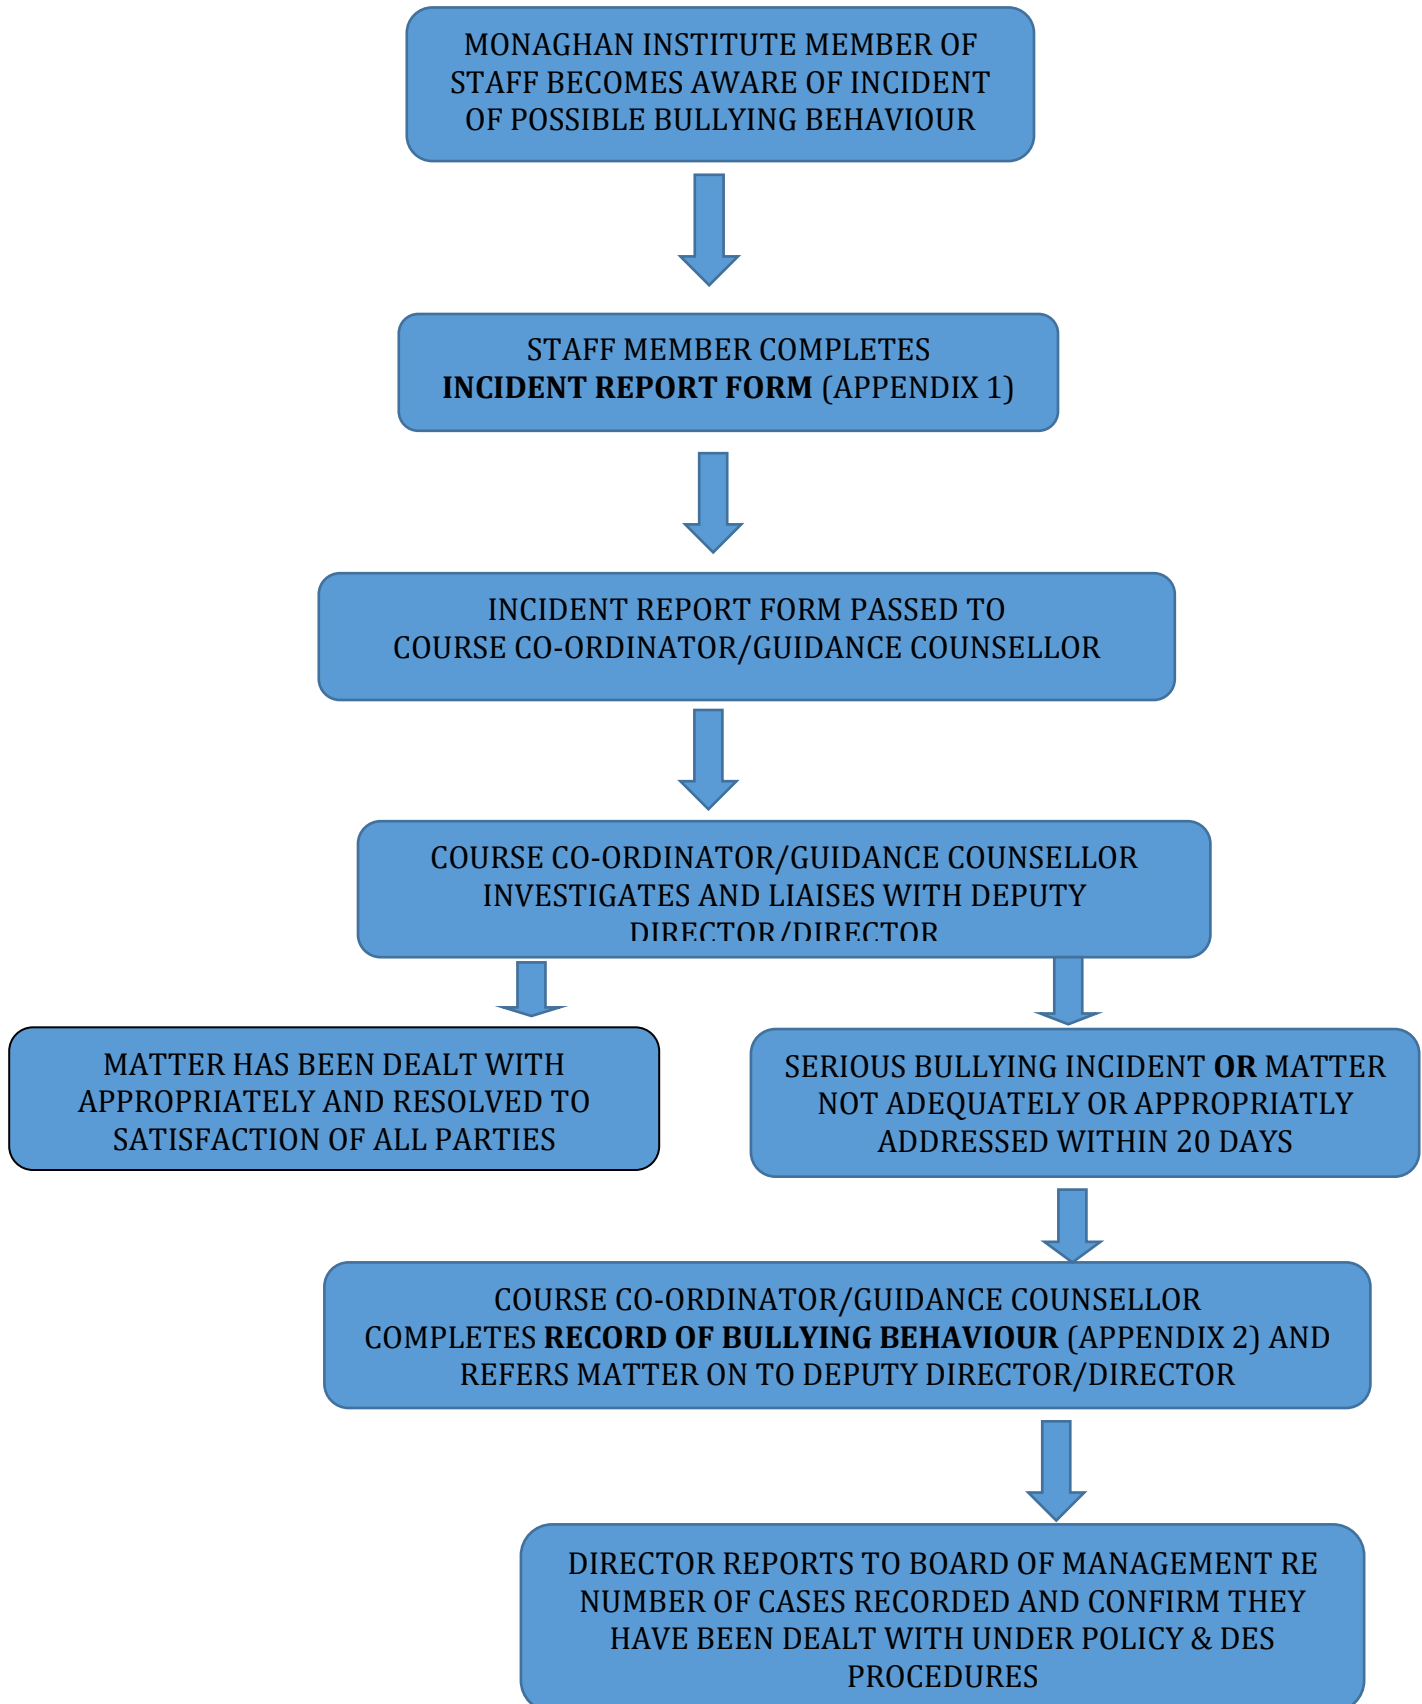 MONAGHAN INSTITUTE MEMBER OF
STAFF BECOMES AWARE OF INCIDENT
OF POSSIBLE BULLYING BEHAVIOUR
STAFF MEMBER COMPLETES
INCIDENT REPORT FORM (APPENDIX 1)
INCIDENT REPORT FORM PASSED TO
COURSE CO-ORDINATOR/GUIDANCE COUNSELLOR
COURSE CO-ORDINATOR/GUIDANCE COUNSELLOR
INVESTIGATES AND LIAISES WITH DEPUTY
DIRECTOR/DIRECTOR
MATTER HAS BEEN DEALT WITH
APPROPRIATELY AND RESOLVED TO
SATISFACTION OF ALL PARTIES
SERIOUS BULLYING INCIDENT OR MATTER
NOT ADEQUATELY OR APPROPRIATLY
ADDRESSED WITHIN 20 DAYS
COURSE CO-ORDINATOR/GUIDANCE COUNSELLOR
COMPLETES RECORD OF BULLYING BEHAVIOUR (APPENDIX 2) AND
REFERS MATTER ON TO DEPUTY DIRECTOR/DIRECTOR
DIRECTOR REPORTS TO BOARD OF MANAGEMENT RE
NUMBER OF CASES RECORDED AND CONFIRM THEY
HAVE BEEN DEALT WITH UNDER POLICY & DES
PROCEDURES